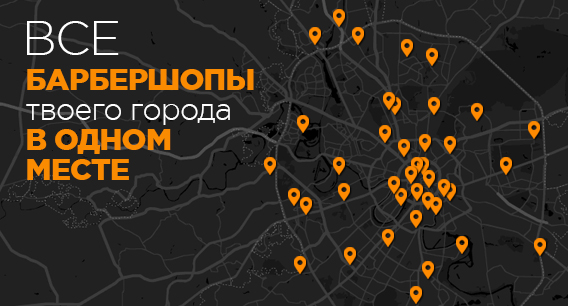 ВСЕ
БАРБЕРШОПЫ
твоего города
В ОДНОМ
МЕСТЕ